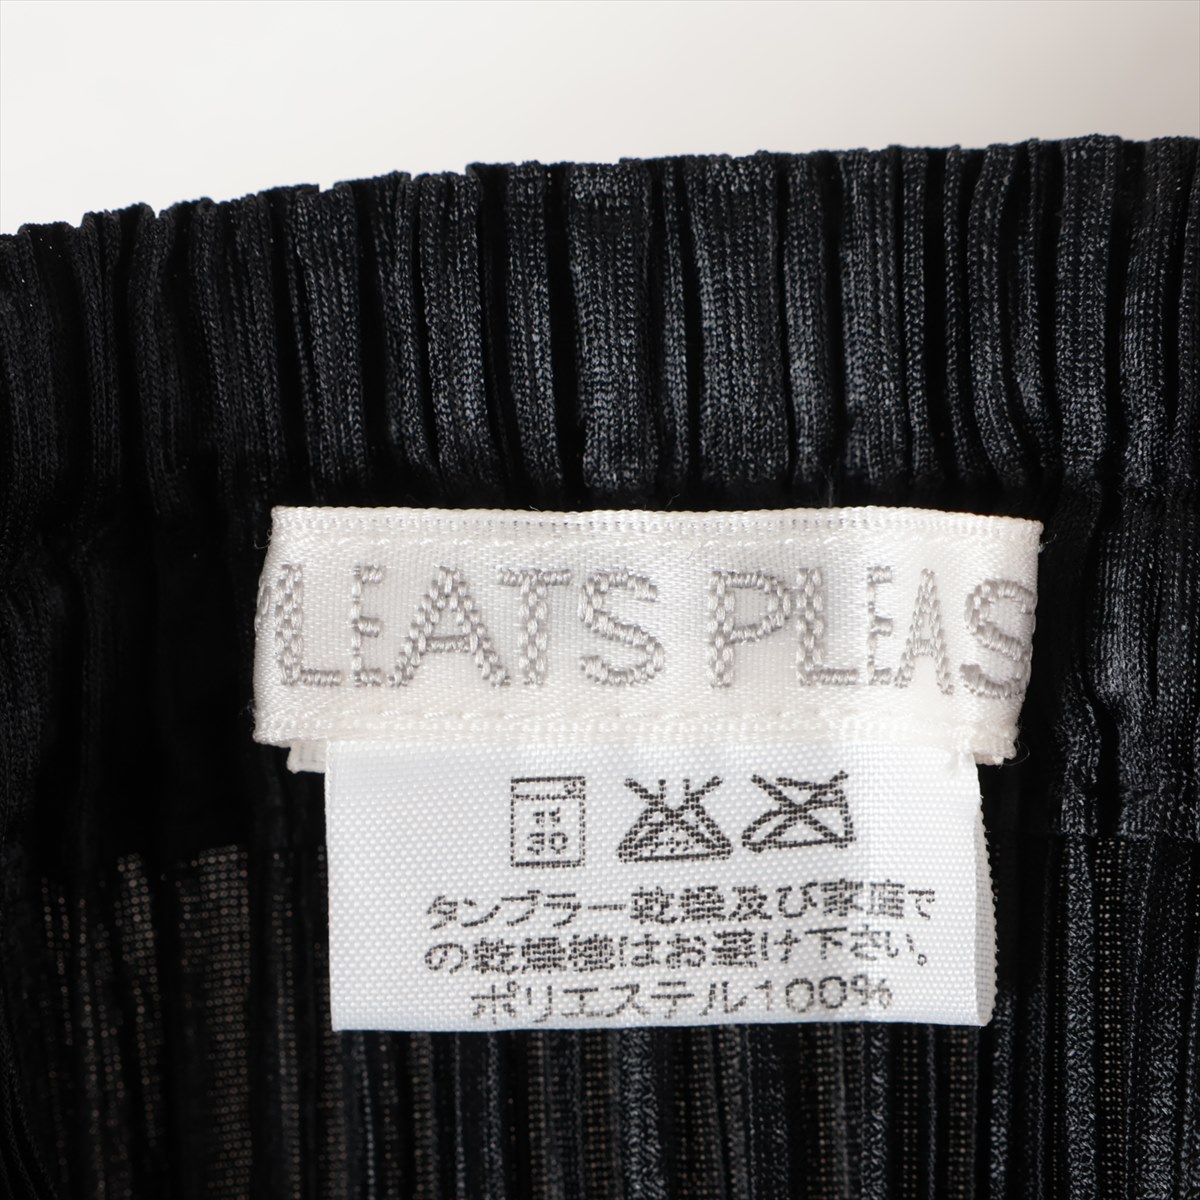 PLEATS PLEAS
30
タンブラー乾燥及び家庭で
の乾燥機はお避け下さい。
ポリエステル100%